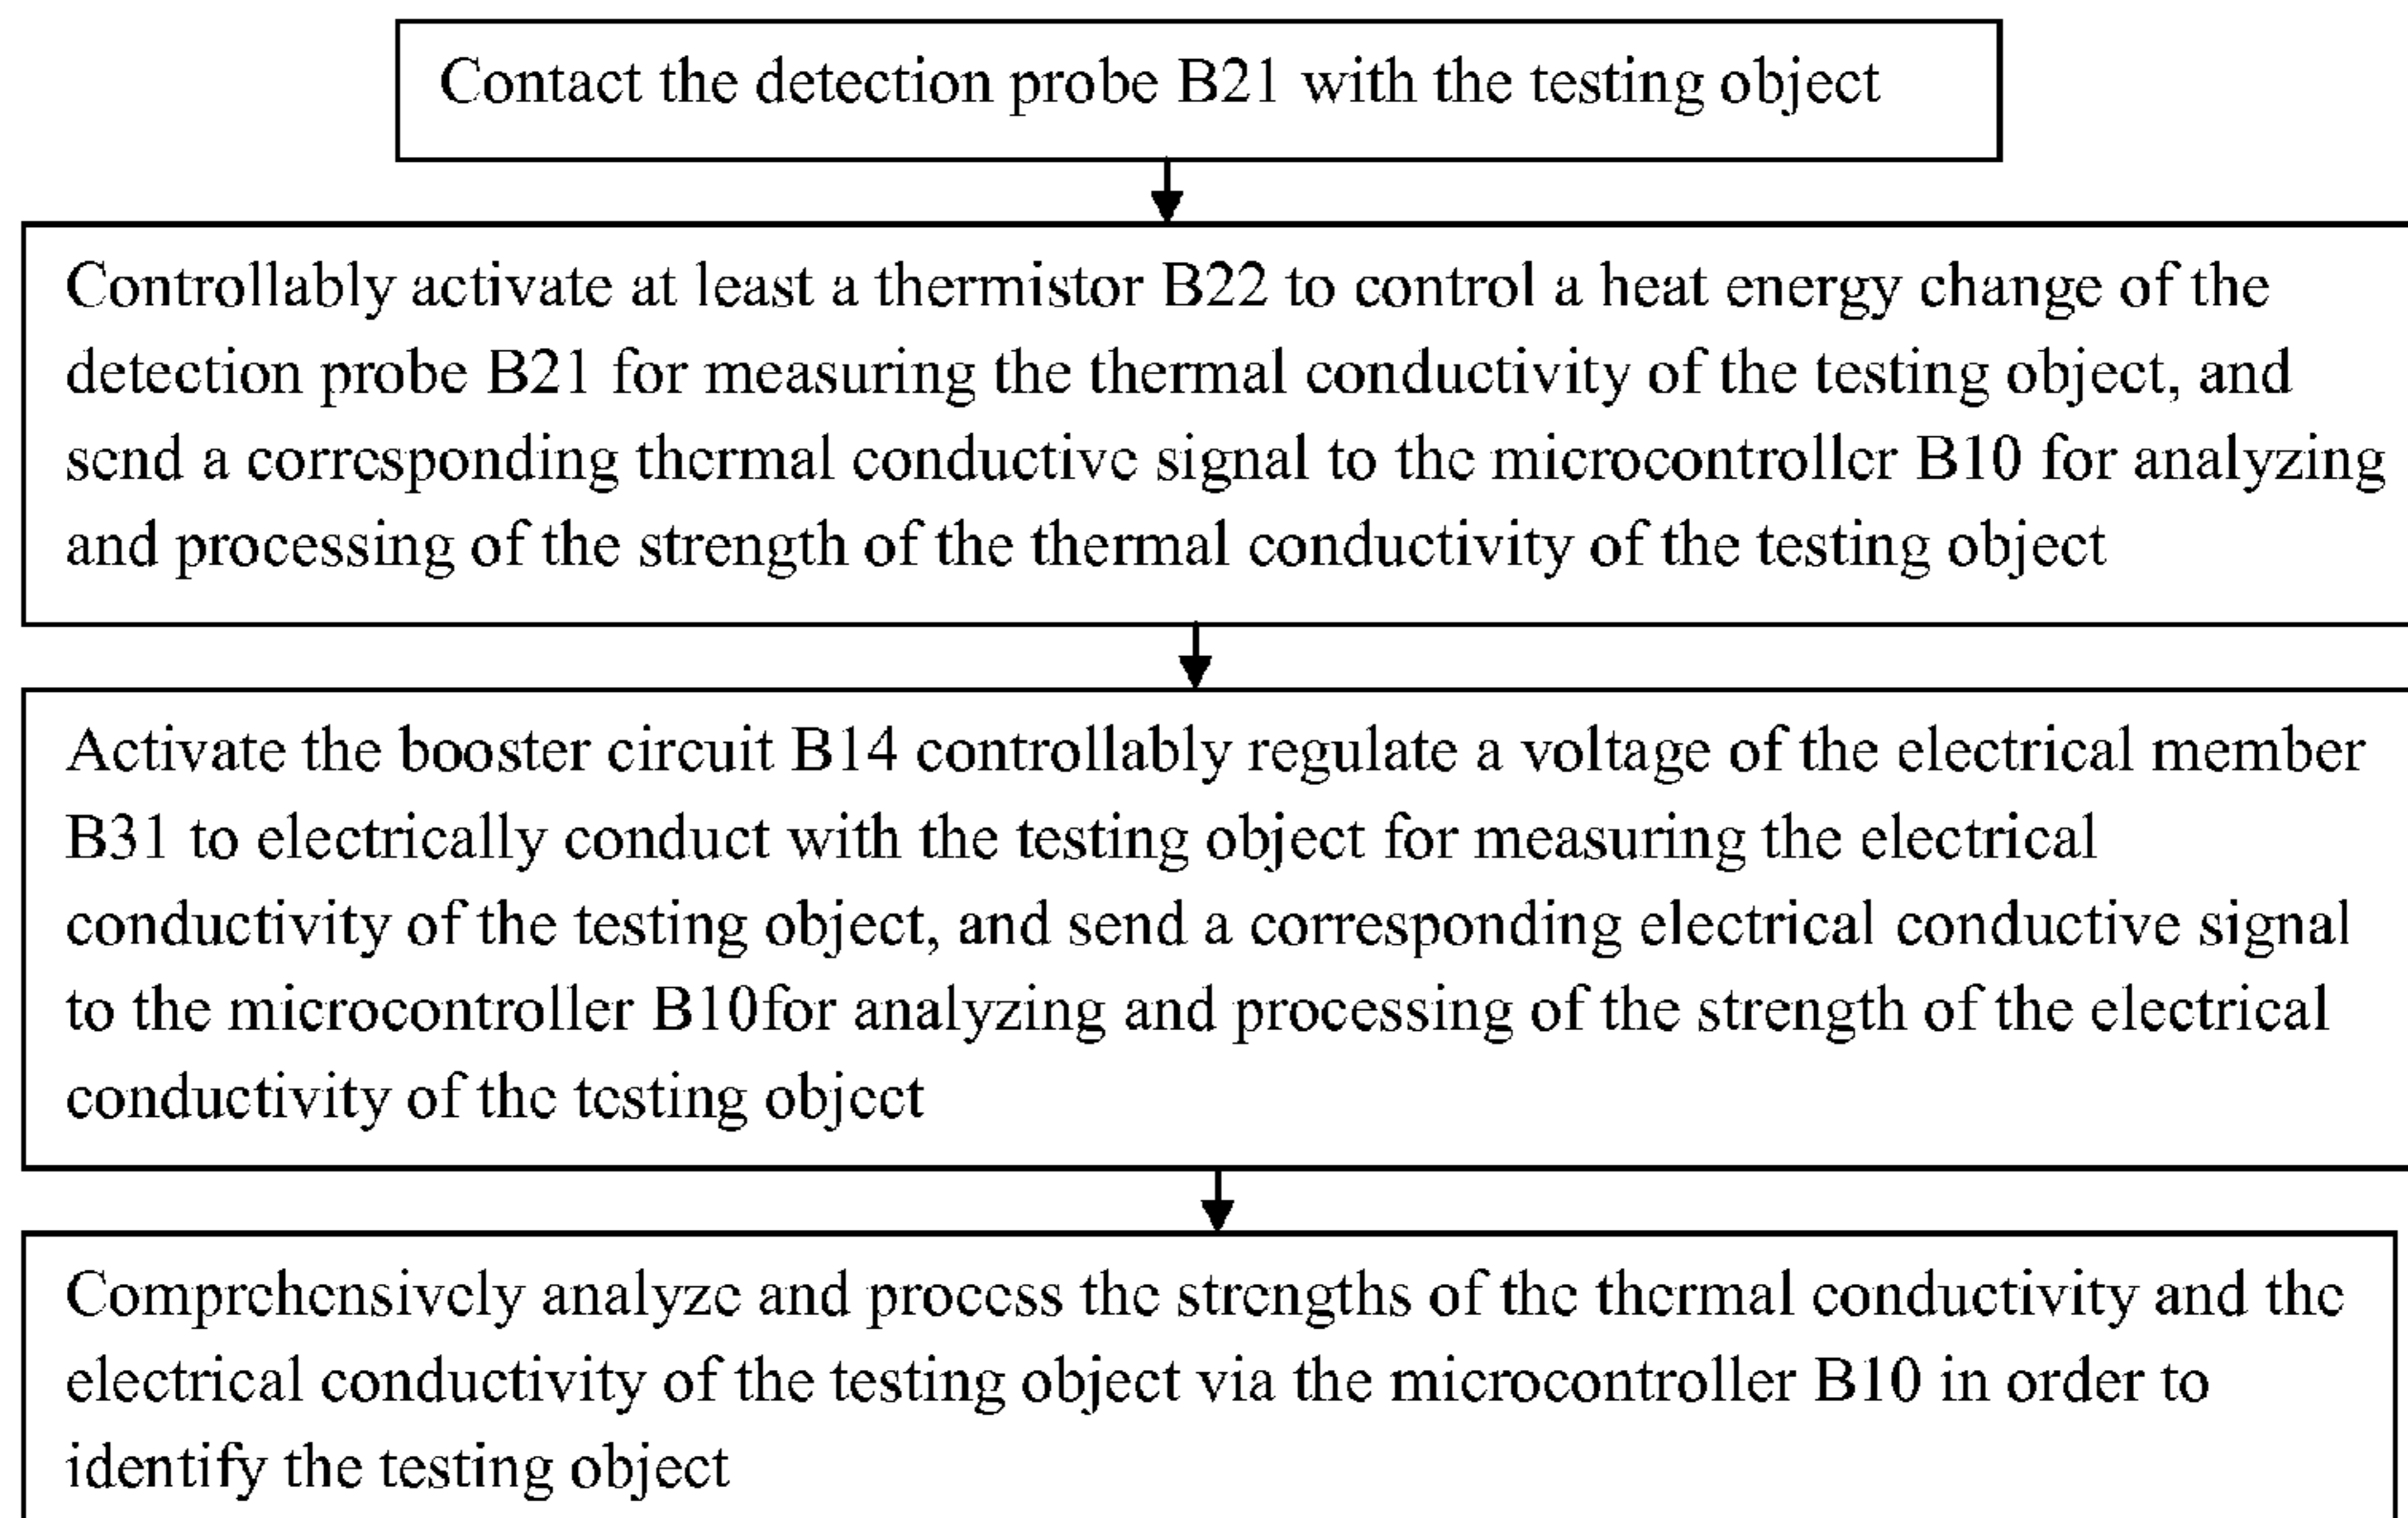 Contact the detection probe B21 with the testing object
Controllably activate at least a thermistor B22 to control a heat energy change of the
detection probe B21 for measuring the thermal conductivity of the testing object, and
send a corresponding thermal conductive signal to the microcontroller B10 for analyzing
and processing of the strength of the thermal conductivity of the testing object
Activate the booster circuit B14 controllably regulate a voltage of the electrical member
B31 to electrically conduct with the testing object for measuring the electrical
conductivity of the testing object, and send a corresponding electrical conductive signal
to the microcontroller B10for analyzing and processing of the strength of the electrical
conductivity of the testing object
Comprehensively analyze and process the strengths of the thermal conductivity and the
electrical conductivity of the testing object via the microcontroller B10 in order to
identify the testing object